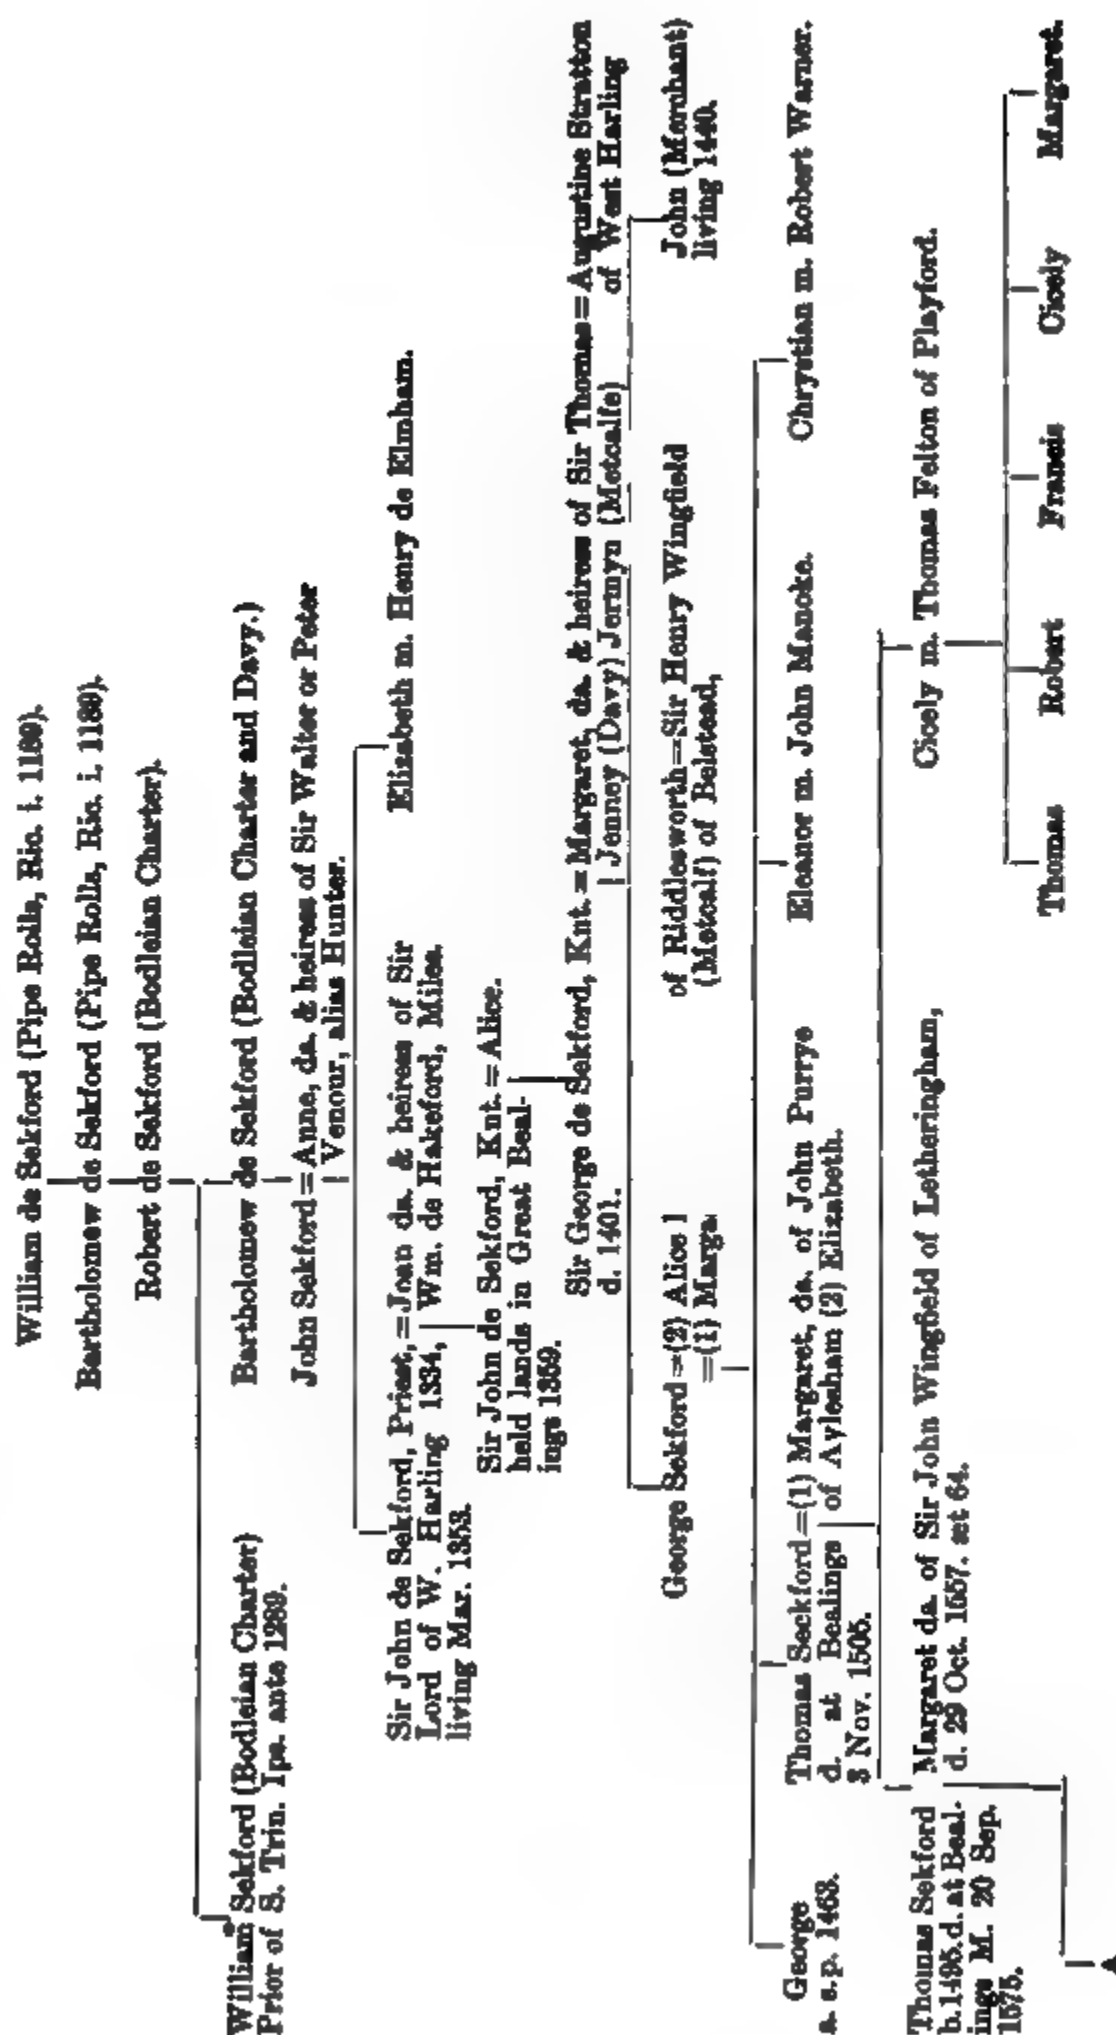 William de Sekford (Pipe Rolls, Ric. i. 1189).
Bartholomew de Sekford (Pipe Rolls, Ric. i. 1189).
Robert de Sekford (Bodleian Charter).
William Sekford (Bodleian Charter)
Prior of S. Trin. Ips. ante 1289.
Bartholomew de Sekford (Bodleian Charter and Davy.)
John Sekford = Anne, da. & heiress of Sir Walter or Peter
Venour, alias Hunter.
Sir John de Sekford, Priest, = Joan da. & heiress of Sir
Lord of W. Harling 1334, Wm. de Hakeford, Miles.
living Mar. 1353.
Elizabeth m. Henry de Elmham.
Sir John de Sekford, Knt. = Alice.
held lands in Great Beal-
ings 1359.
Sir George de Sekford, Knt. = Margaret, da. & heiress of Sir Thomas = Augustine Stratton
d. 1401. Jenney (Davy) Jermyn (Metcalfe) of West Harling
George Sekford = (2) Alice of Riddlesworth = Sir Henry Wingfield
= (1) Marga (Metcalf) of Belstead,
John (Merchant)
living 1440.
George
s.p. 1463.
Thomas Seckford = (1) Margaret, da. of John Purrye
d. at Bealings of Aylesham (2) Elizabeth.
Nov. 1505.
Eleanor m. John Manoke.
Chrystian m. Robert Warner.
Thomas Sekford Margaret da. of Sir John Wingfield of Letheringham,
b. 1495. d. at Beal- d. 29 Oct. 1557. æt 64.
ings M. 20 Sep.
1575.
Cicely m. Thomas Felton of Playford.
Thomas Robert Francis Cicely Margaret.